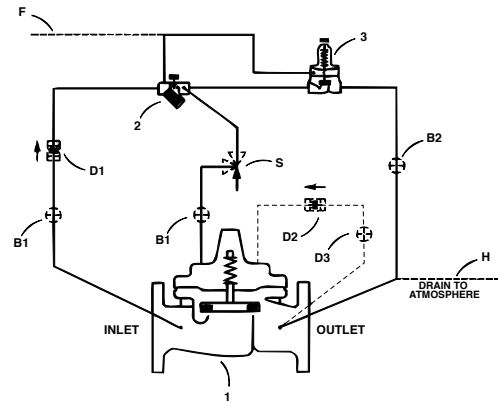 F
3
2
B2
D1
S
B1
B1
D2
D3
H
DRAIN TO
ATMOSPHERE
INLET
OUTLET
1